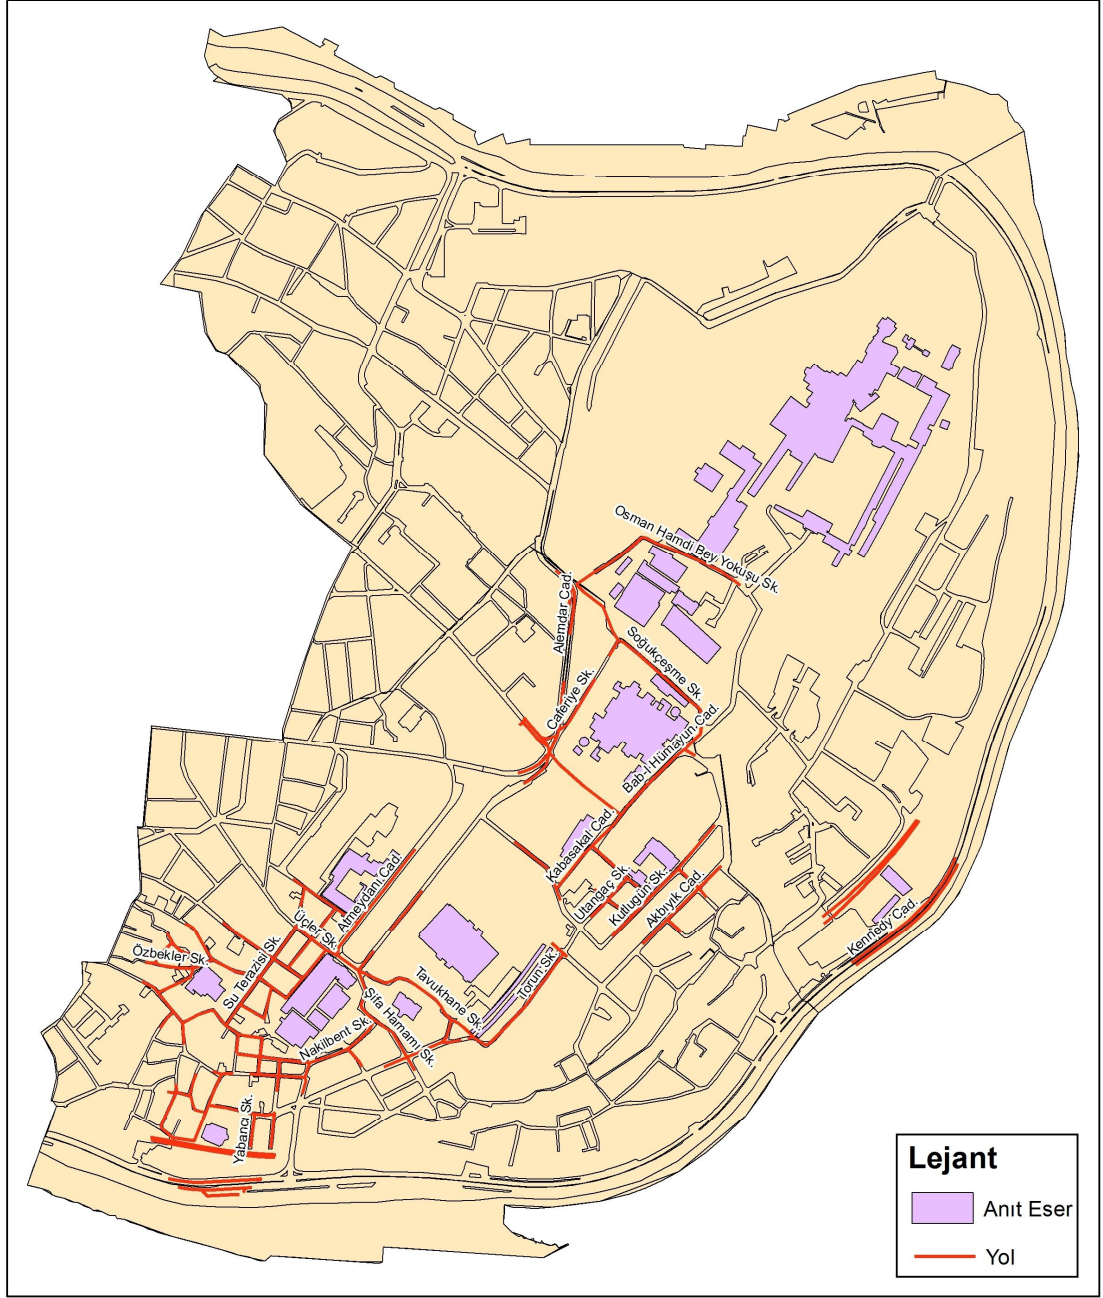 Osman Hamdi Bey Yokuşu Sk.
Alemdar Cad.
Soğukçeşme Sk.
Caferiye Sk.
Bab-I Hümayun Cad.
Kabasakal Cad.
Utangaç Sk.
Kutlugün Sk.
Akbıyık Cad.
Atmeydanı Cad.
Üçler Sk.
Kennedy Cad.
Özbekler Sk.
Su Terazisi Sk.
Tavukhane Sk.
Torun Sk.
Şifa Hamamı Sk.
Nakilbent Sk.
Yabancı Sk.
Lejant
Anıt Eser
Yol